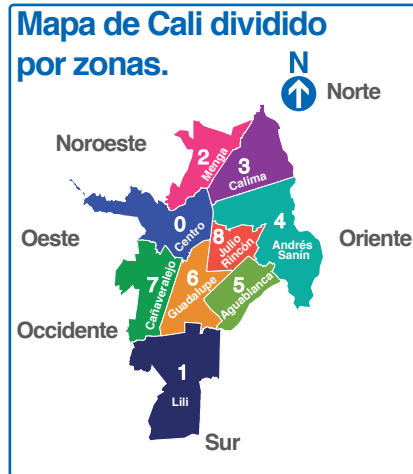 Mapa de Cali dividido
por zonas.
N
Norte
Noroeste
2
Menga
3
Calima
0
Centro
4
Andrés
Sanín
8
Julio
Rincón
Oeste
Oriente
7
Cañaveralejo
6
Guadalupe
5
Aguablanca
Occidente
1
Lili
Sur